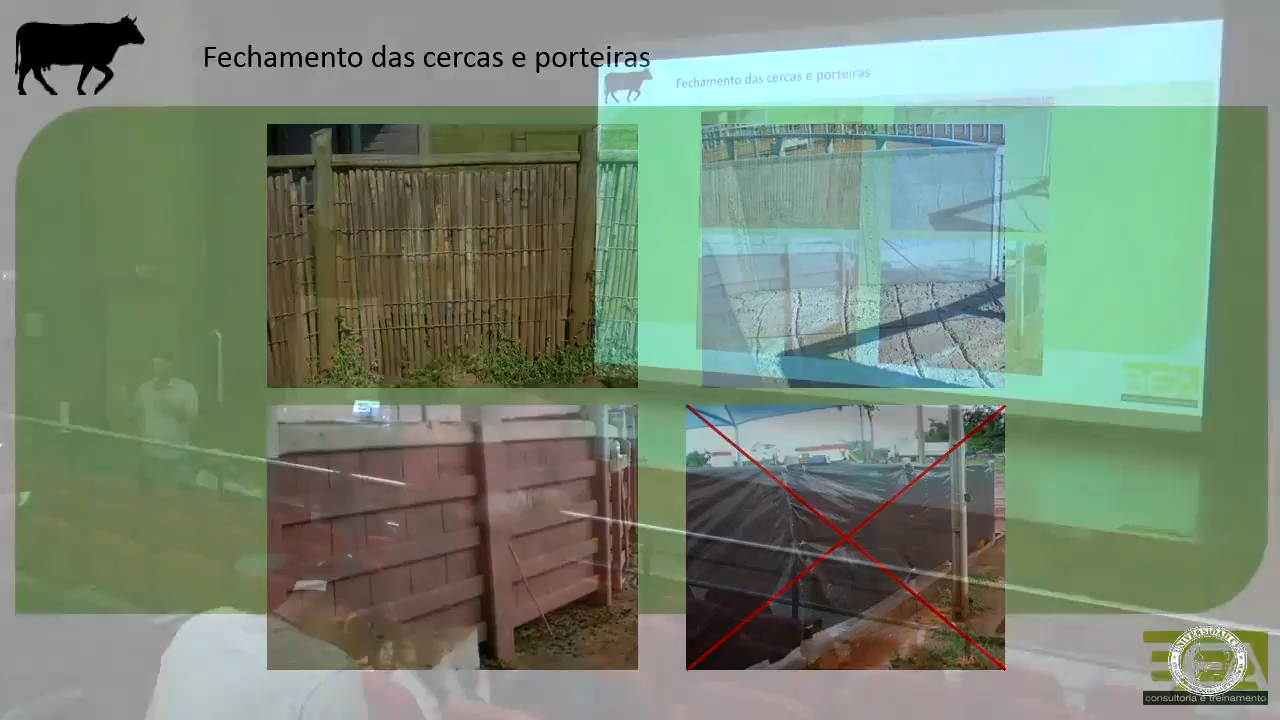 Fechamento das cercas e porteiras
Fechamento das cercas e porteiras
consultoria e treinamento